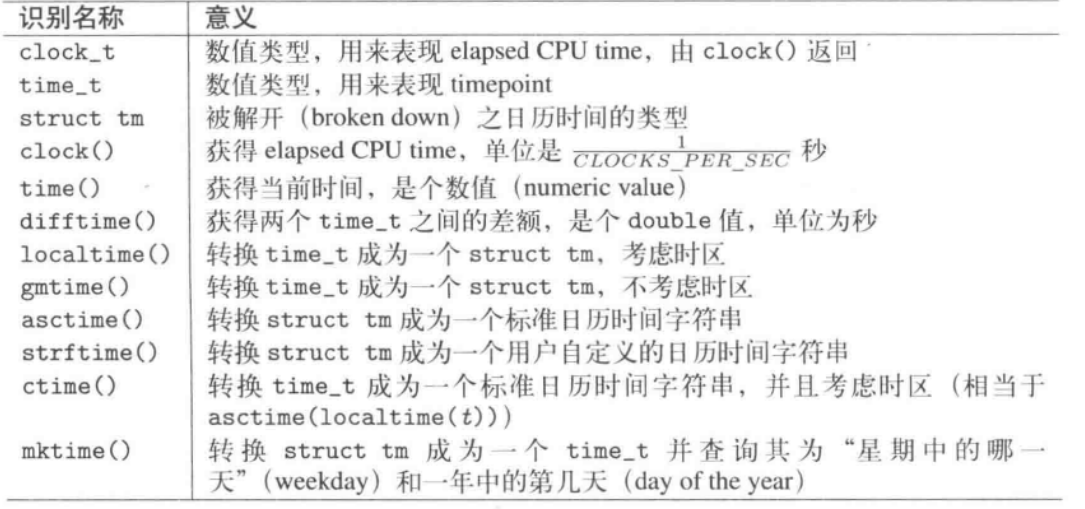 识别名称 意义
clock_t 数值类型，用来表现 elapsed CPU time，由 clock() 返回
time_t 数值类型，用来表现 timepoint
struct tm 被解开（broken down）之日历时间的类型
clock() 获得 elapsed CPU time，单位是 1/CLOCKS_PER_SEC 秒
time() 获得当前时间，是个数值（numeric value）
difftime() 获得两个 time_t 之间的差额，是个 double 值，单位为秒
localtime() 转换 time_t 成为一个 struct tm，考虑时区
gmtime() 转换 time_t 成为一个 struct tm，不考虑时区
asctime() 转换 struct tm 成为一个标准日历时间字符串
strftime() 转换 struct tm 成为一个用户自定义的日历时间字符串
ctime() 转换 time_t 成为一个标准日历时间字符串，并且考虑时区（相当于
asctime(localtime(t)))
mktime() 转换 struct tm 成为一个 time_t 并查询其为“星期中的哪一
天”（weekday）和一年中的第几天（day of the year）